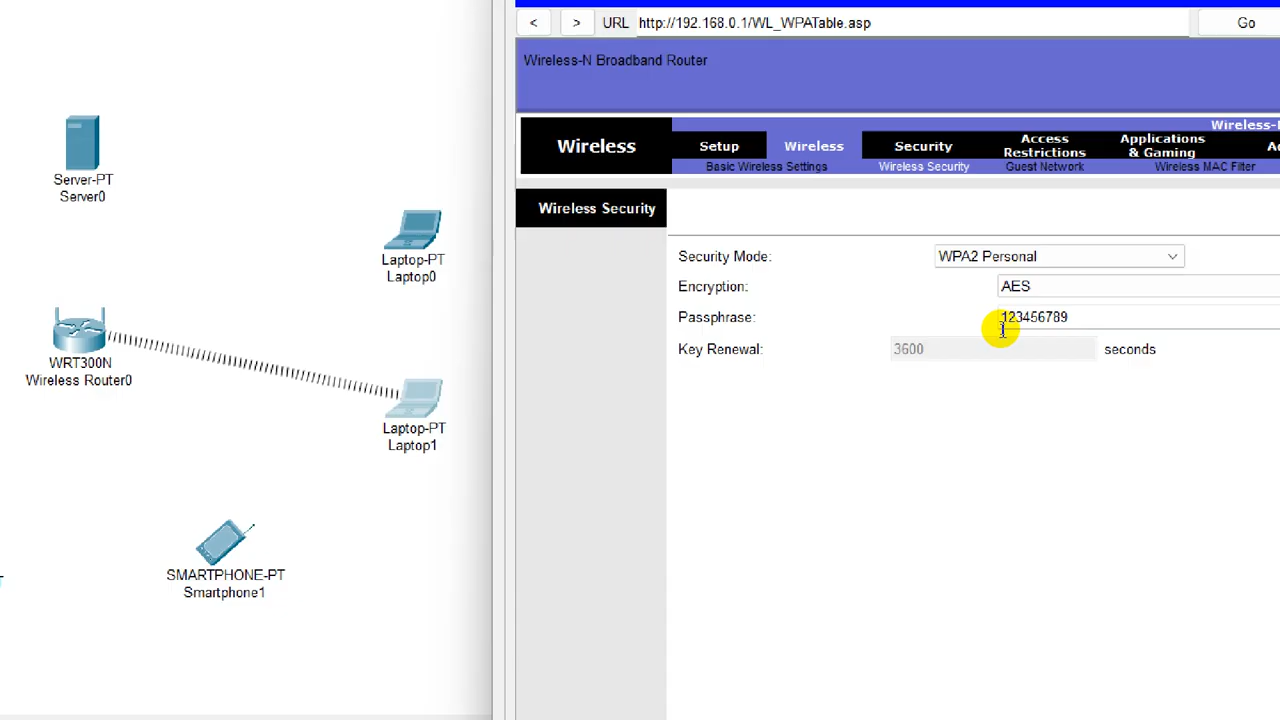 <
>
URL
http://192.168.0.1/WL_WPATable.asp
Go
Wireless-N Broadband Router
Wireless-
Wireless
Setup
Wireless
Security
Access
Restrictions
Applications
& Gaming
Basic Wireless Settings
Wireless Security
Guest Network
Wireless MAC Filter
Wireless Security
Security Mode:
WPA2 Personal
Encryption:
AES
Passphrase:
123456789
Key Renewal:
3600
seconds
Server-PT
Server0
Laptop-PT
Laptop0
WRT300N
Wireless Router0
Laptop-PT
Laptop1
SMARTPHONE-PT
Smartphone1